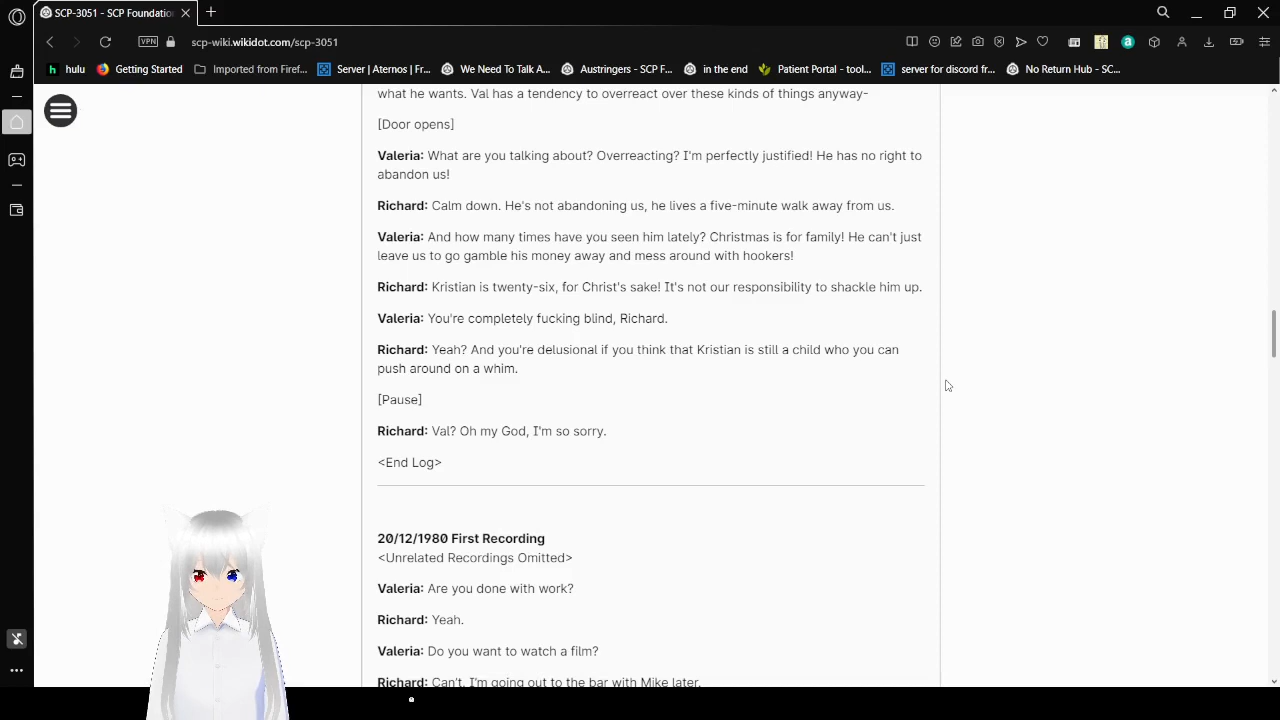 SCP-3051 - SCP Foundatio
scp-wiki.wikidot.com/scp-3051
VPN
hulu
Getting Started
Imported from Firef...
Server | Aternos | Fr...
We Need To Talk A...
Austringers - SCP F...
in the end
Patient Portal - tool...
server for discord fr...
No Return Hub - SC...
what he wants. Val has a tendency to overreact over these kinds of things anyway-
[Door opens]
Valeria: What are you talking about? Overreacting? I'm perfectly justified! He has no right to
abandon us!
Richard: Calm down. He's not abandoning us, he lives a five-minute walk away from us.
Valeria: And how many times have you seen him lately? Christmas is for family! He can't just
leave us to go gamble his money away and mess around with hookers!
Richard: Kristian is twenty-six, for Christ's sake! It's not our responsibility to shackle him up.
Valeria: You're completely fucking blind, Richard.
Richard: Yeah? And you're delusional if you think that Kristian is still a child who you can
push around on a whim.
[Pause]
Richard: Val? Oh my God, I'm so sorry.
<End Log>
20/12/1980 First Recording
<Unrelated Recordings Omitted>
Valeria: Are you done with work?
Richard: Yeah.
Valeria: Do you want to watch a film?
Richard: Can't. I'm going out to the bar with Mike later.